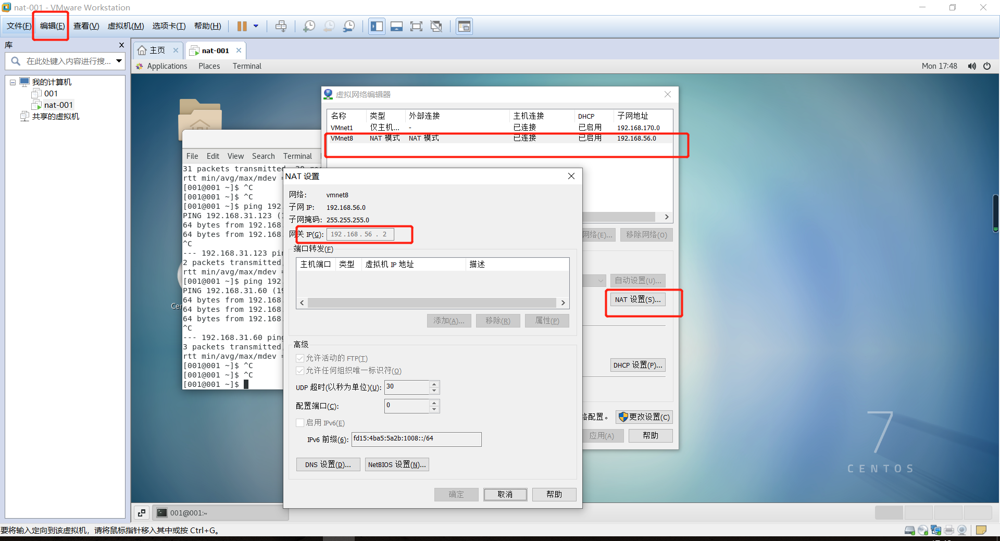 nat-001 - VMware Workstation
文件(F) 编辑(E) 查看(V) 虚拟机(M) 选项卡(T) 帮助(H)
库
在此处键入内容进行搜...
我的计算机
001
nat-001
共享的虚拟机
主页
nat-001
Applications Places Terminal
Mon 17:48
虚拟网络编辑器
名称 类型 外部连接 主机连接 DHCP 子网地址
VMnet1 仅主机... - 已连接 已启用 192.168.170.0
VMnet8 NAT 模式 NAT 模式 已连接 已启用 192.168.56.0
网络(E)... 移除网络(O)
自动设置(U)...
NAT 设置(S)...
DHCP 设置(P)...
络配置。 更改设置(C)
应用(A) 帮助
File Edit View Search Terminal
31 packets transmitted,
rtt min/avg/max/mdev =
[001@001 ~]$ ^C
[001@001 ~]$ ^C
[001@001 ~]$ ping 192.
PING 192.168.31.123 (1
64 bytes from 192.168.
64 bytes from 192.168.
^C
--- 192.168.31.123 pin
2 packets transmitted,
rtt min/avg/max/mdev =
[001@001 ~]$ ping 192.
PING 192.168.31.60 (19
64 bytes from 192.168.
64 bytes from 192.168.
64 bytes from 192.168.
^C
--- 192.168.31.60 ping
3 packets transmitted,
rtt min/avg/max/mdev =
[001@001 ~]$ ^C
[001@001 ~]$ ^C
[001@001 ~]$
Cen
NAT 设置
网络: vmnet8
子网 IP: 192.168.56.0
子网掩码: 255.255.255.0
网关 IP(G): 192 . 168 . 56 . 2
端口转发(F)
主机端口 类型 虚拟机 IP 地址 描述
添加(A)... 移除(R) 属性(P)
高级
允许活动的 FTP(T)
允许任何组织唯一标识符(O)
UDP 超时(以秒为单位)(U): 30
配置端口(C): 0
启用 IPv6(E)
IPv6 前缀(6): fd15:4ba5:5a2b:1008::/64
DNS 设置(D)... NetBIOS 设置(N)...
确定 取消 帮助
7
CENTOS
001@001:~
要将输入定向到该虚拟机，请将鼠标指针移入其中或按 Ctrl+G。